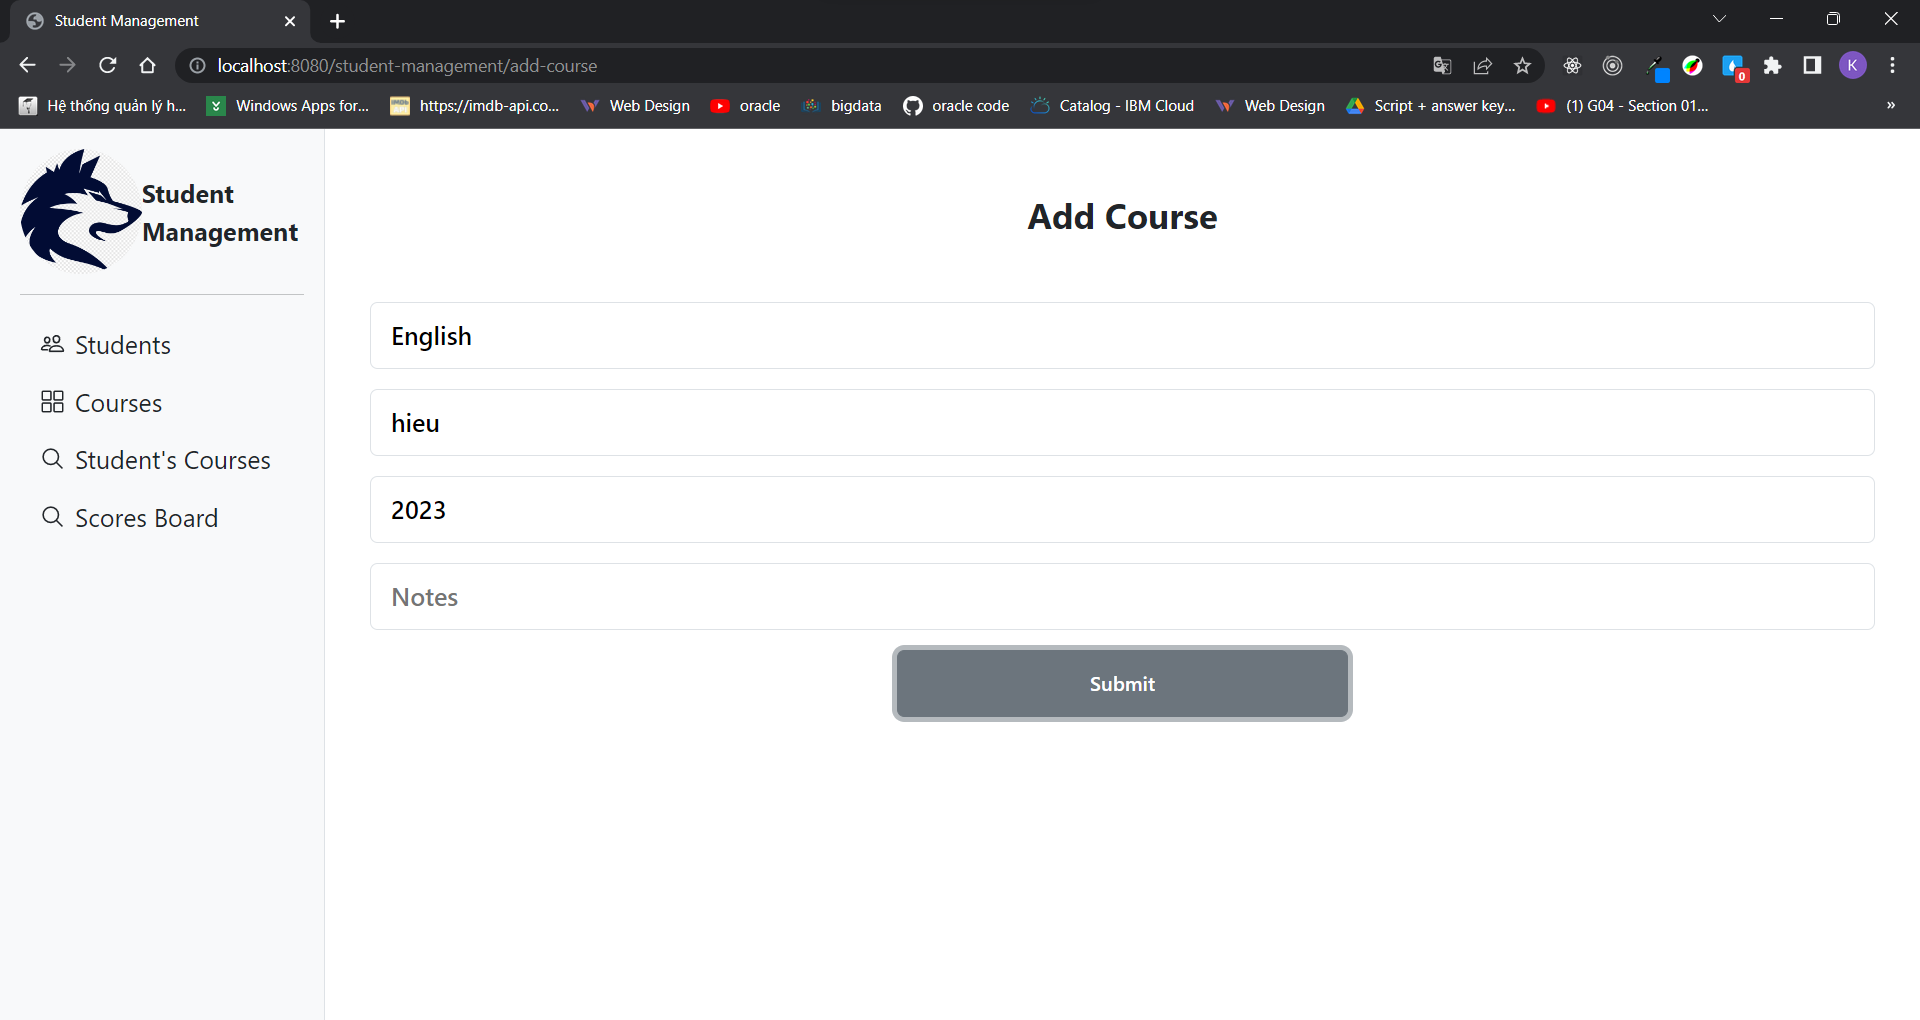 Student Management
localhost:8080/student-management/add-course
0
K
Hệ thống quản lý h...
Windows Apps for...
https://imdb-api.co...
Web Design
oracle
bigdata
oracle code
Catalog - IBM Cloud
Web Design
Script + answer key...
(1) G04 - Section 01...
»
Student
Management
Students
Courses
Student's Courses
Scores Board
Add Course
English
hieu
2023
Notes
Submit